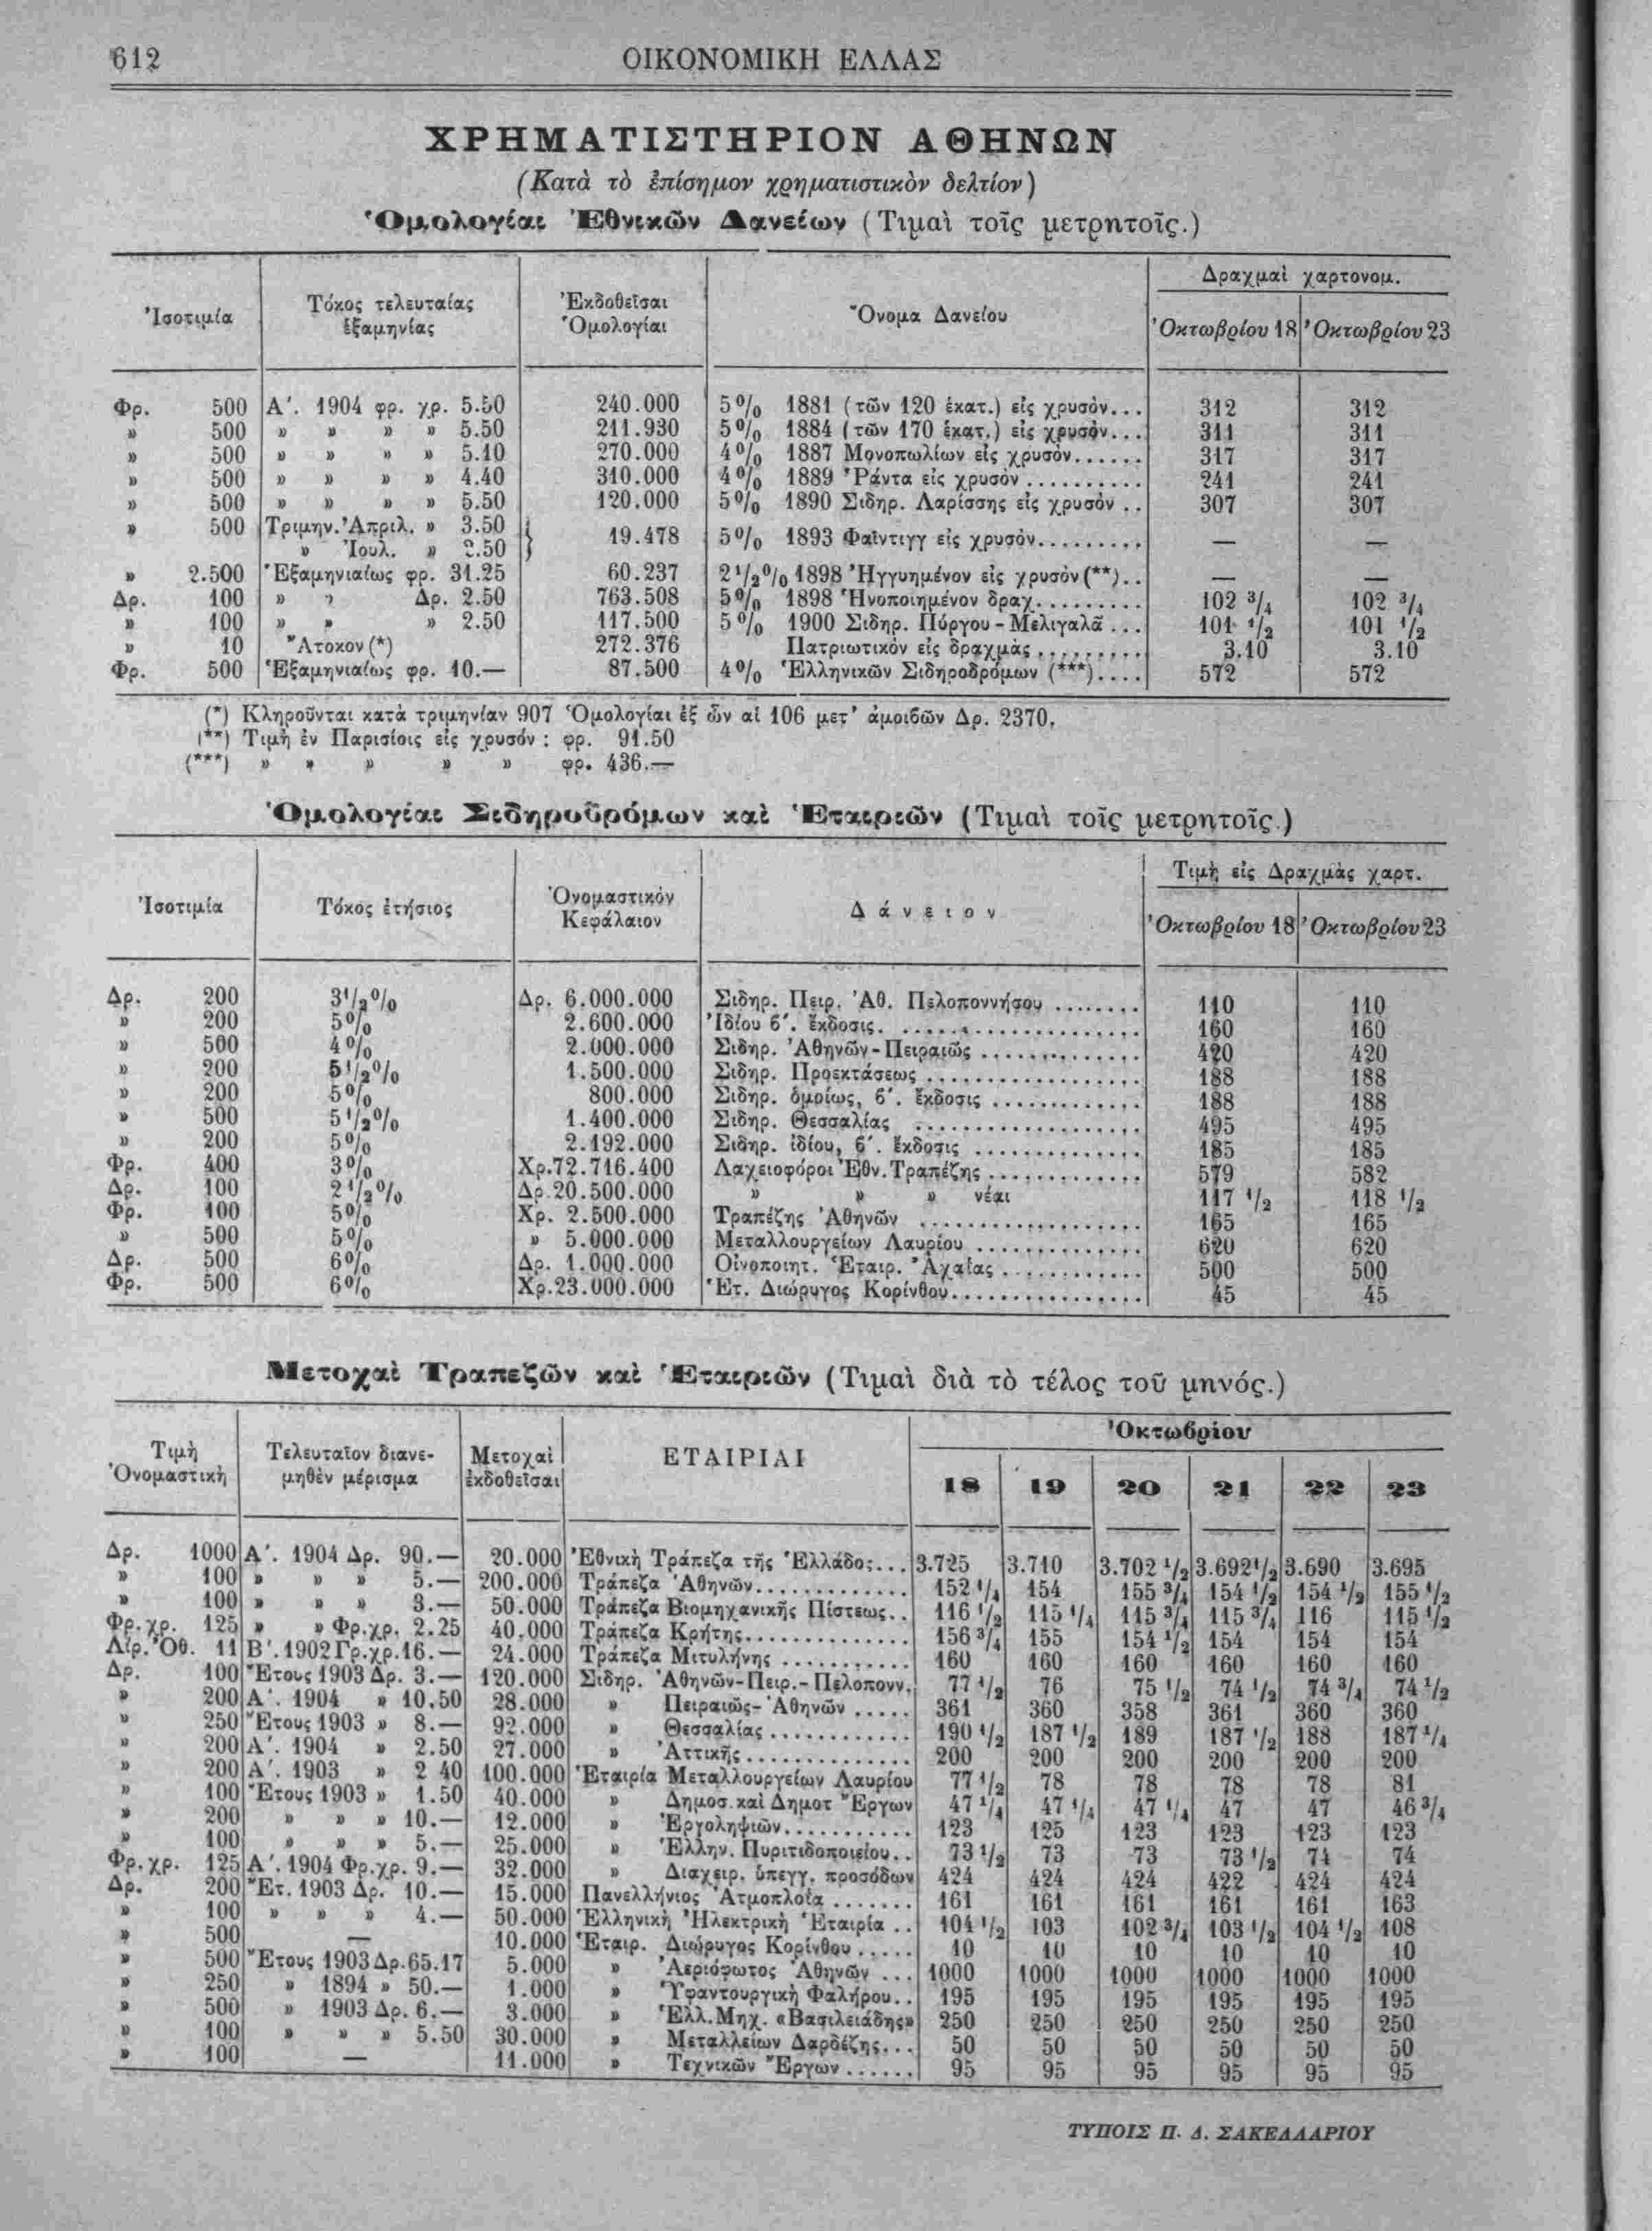 612 ΟΙΚΟΝΟΜΙΚΗ ΕΛΛΑΣ
ΧΡΗΜΑΤΙΣΤΗΡΙΟΝ ΑΘΗΝΩΝ
(Κατὰ τὸ ἐπίσημον χρηματιστικὸν δελτίον)
Ὁμολογίαι Ἐθνικῶν Δανείων (Τιμαὶ τοῖς μετρητοῖς.)
Ἰσοτιμία Τόκος τελευταίας ἑξαμηνίας Ἐκδοθεῖσαι Ὁμολογίαι Ὄνομα Δανείου Δραχμαὶ χαρτονομ.
Ὀκτωβρίου 18 Ὀκτωβρίου 23
Φρ. 500 Α΄. 1904 φρ. χρ. 5.50 240.000 5% 1881 (τῶν 120 ἑκατ.) εἰς χρυσόν... 312 312
» 500 » » » » 5.50 211.930 5% 1884 (τῶν 170 ἑκατ.) εἰς χρυσόν... 311 311
» 500 » » » » 5.10 270.000 4% 1887 Μονοπωλίων εἰς χρυσόν...... 317 317
» 500 » » » » 4.40 310.000 4% 1889 Ῥάντα εἰς χρυσόν.......... 241 241
» 500 » » » » 5.50 120.000 5% 1890 Σιδηρ. Λαρίσσης εἰς χρυσόν.. 307 307
» 500 Τριμην. Ἀπριλ. » 3.50
» Ἰουλ. » 2.50 } 19.478 5% 1893 Φαῖντιγγ εἰς χρυσόν......... — —
» 2.500 Ἑξαμηνιαίως φρ. 31.25 60.237 2 1/2% 1898 Ἠγγυημένον εἰς χρυσόν(**).. — —
Δρ. 100 » » Δρ. 2.50 763.508 5% 1898 Ἡνοποιημένον δραχ......... 102 3/4 102 3/4
» 100 » » » 2.50 117.500 5% 1900 Σιδηρ. Πύργου-Μελιγαλᾶ... 101 1/2 101 1/2
» 10 Ἄτοκον(*) 272.376 Πατριωτικόν εἰς δραχμάς......... 3.10 3.10
Φρ. 500 Ἑξαμηνιαίως φρ. 10.— 87.500 4% Ἑλληνικῶν Σιδηροδρόμων (***).... 572 572
(*) Κληροῦνται κατὰ τριμηνίαν 907 Ὁμολογίαι ἐξ ὧν αἱ 106 μετ' ἀμοιβῶν Δρ. 2370.
(**) Τιμὴ ἐν Παρισίοις εἰς χρυσόν: φρ. 91.50
(***) » » » » » φρ. 436.—
Ὁμολογίαι Σιδηροδρόμων καὶ Ἑταιριῶν (Τιμαὶ τοῖς μετρητοῖς.)
Ἰσοτιμία Τόκος ἐτήσιος Ὀνομαστικόν Κεφάλαιον Δάνειον Τιμὴ εἰς Δραχμὰς χαρτ.
Ὀκτωβρίου 18 Ὀκτωβρίου 23
Δρ. 200 3 1/2% Δρ. 6.000.000 Σιδηρ. Πειρ. Ἀθ. Πελοποννήσου........ 110 110
» 200 5% 2.600.000 Ἰδίου β΄. ἔκδοσις.................. 160 160
» 500 4% 2.000.000 Σιδηρ. Ἀθηνῶν-Πειραιῶς............. 420 420
» 200 5 1/2% 1.500.000 Σιδηρ. Προεκτάσεως................. 188 188
» 200 5% 800.000 Σιδηρ. ὁμοίως, β΄. ἔκδοσις............. 188 188
» 500 5 1/2% 1.400.000 Σιδηρ. Θεσσαλίας.................. 495 495
» 200 5% 2.192.000 Σιδηρ. ἰδίου, β΄. ἔκδοσις.............. 185 185
Φρ. 400 3% Χρ.72.716.400 Λαχειοφόροι Ἐθν. Τραπέζης............. 579 582
Δρ. 100 2 1/2% Δρ.20.500.000 » » » νέαι 117 1/2 118 1/2
Φρ. 100 5% Χρ. 2.500.000 Τραπέζης Ἀθηνῶν.................. 165 165
» 500 5% » 5.000.000 Μεταλλουργείων Λαυρίου............. 620 620
Δρ. 500 6% Δρ. 1.000.000 Οἰνοποιητ. Ἑταιρ. Ἀχαΐας............ 500 500
Φρ. 500 6% Χρ.23.000.000 Ἑτ. Διώρυγος Κορίνθου................ 45 45
Μετοχαὶ Τραπεζῶν καὶ Ἑταιριῶν (Τιμαὶ διὰ τὸ τέλος τοῦ μηνός.)
Τιμὴ Ὀνομαστικὴ Τελευταῖον διανεμηθὲν μέρισμα Μετοχαὶ ἐκδοθεῖσαι ΕΤΑΙΡΙΑΙ Ὀκτωβρίου
18 19 20 21 22 23
Δρ. 1000 Α΄. 1904 Δρ. 90.— 20.000 Ἐθνικὴ Τράπεζα τῆς Ἑλλάδος... 3.725 3.710 3.702 1/2 3.692 1/2 3.690 3.695
» 100 » » » 5.— 200.000 Τράπεζα Ἀθηνῶν............ 152 1/4 154 155 3/4 154 1/2 154 1/2 155 1/2
» 100 » » » 3.— 50.000 Τράπεζα Βιομηχανικῆς Πίστεως.. 116 1/2 115 1/4 115 3/4 115 3/4 116 115 1/2
Φρ.χρ. 125 » » Φρ.χρ. 2.25 40.000 Τράπεζα Κρήτης............. 156 3/4 155 154 1/2 154 154 154
Λίρ. Ὀθ. 11 Β΄. 1902 Γρ.χρ.16.— 24.000 Τράπεζα Μιτυλήνης.......... 160 160 160 160 160 160
Δρ. 100 Ἔτους 1903 Δρ. 3.— 120.000 Σιδηρ. Ἀθηνῶν-Πειρ.-Πελοπονν. 77 1/2 76 75 1/2 74 1/2 74 3/4 74 1/2
» 200 Α΄. 1904 » 10.50 28.000 » Πειραιῶς-Ἀθηνῶν..... 361 360 358 361 360 360
» 250 Ἔτους 1903 » 8.— 92.000 » Θεσσαλίας............ 190 1/2 187 1/2 189 187 1/2 188 187 1/4
» 200 Α΄. 1904 » 2.50 27.000 » Ἀττικῆς.............. 200 200 200 200 200 200
» 200 Α΄. 1903 » 2 40 100.000 Ἑταιρία Μεταλλουργείων Λαυρίου 77 1/2 78 78 78 78 81
» 100 Ἔτους 1903 » 1.50 40.000 » Δημοσ. καὶ Δημοτ Ἔργων 47 1/4 47 1/4 47 1/4 47 47 46 3/4
» 200 » » » 10.— 12.000 » Ἐργοληψιῶν........... 123 125 123 123 123 123
» 100 » » » 5.— 25.000 » Ἑλλην. Πυριτιδοποιείου.. 73 1/2 73 73 73 1/2 74 74
Φρ.χρ. 125 Α΄. 1904 Φρ.χρ. 9.— 32.000 » Διαχειρ. ὑπεγγ. προσόδων 424 424 424 422 424 424
Δρ. 200 Ἔτ. 1903 Δρ. 10.— 15.000 Πανελλήνιος Ἀτμοπλοΐα....... 161 161 161 161 161 163
» 100 » » » 4.— 50.000 Ἑλληνικὴ Ἠλεκτρικὴ Ἑταιρία.. 104 1/2 103 102 3/4 103 1/2 104 1/2 108
» 500 — 10.000 Ἑταιρ. Διώρυγος Κορίνθου..... 10 10 10 10 10 10
» 500 Ἔτους 1903 Δρ.65.17 5.000 » Ἀεριόφωτος Ἀθηνῶν... 1000 1000 1000 1000 1000 1000
» 250 » 1894 » 50.— 1.000 » Ὑφαντουργικὴ Φαλήρου.. 195 195 195 195 195 195
» 500 » 1903 Δρ. 6.— 3.000 » Ἑλλ. Μηχ. «Βασιλειάδης» 250 250 250 250 250 250
» 100 » » » 5.50 30.000 » Μεταλλείων Δαρδέζης... 50 50 50 50 50 50
» 100 — 11.000 » Τεχνικῶν Ἔργων...... 95 95 95 95 95 95
ΤΥΠΟΙΣ Π. Δ. ΣΑΚΕΛΛΑΡΙΟΥ